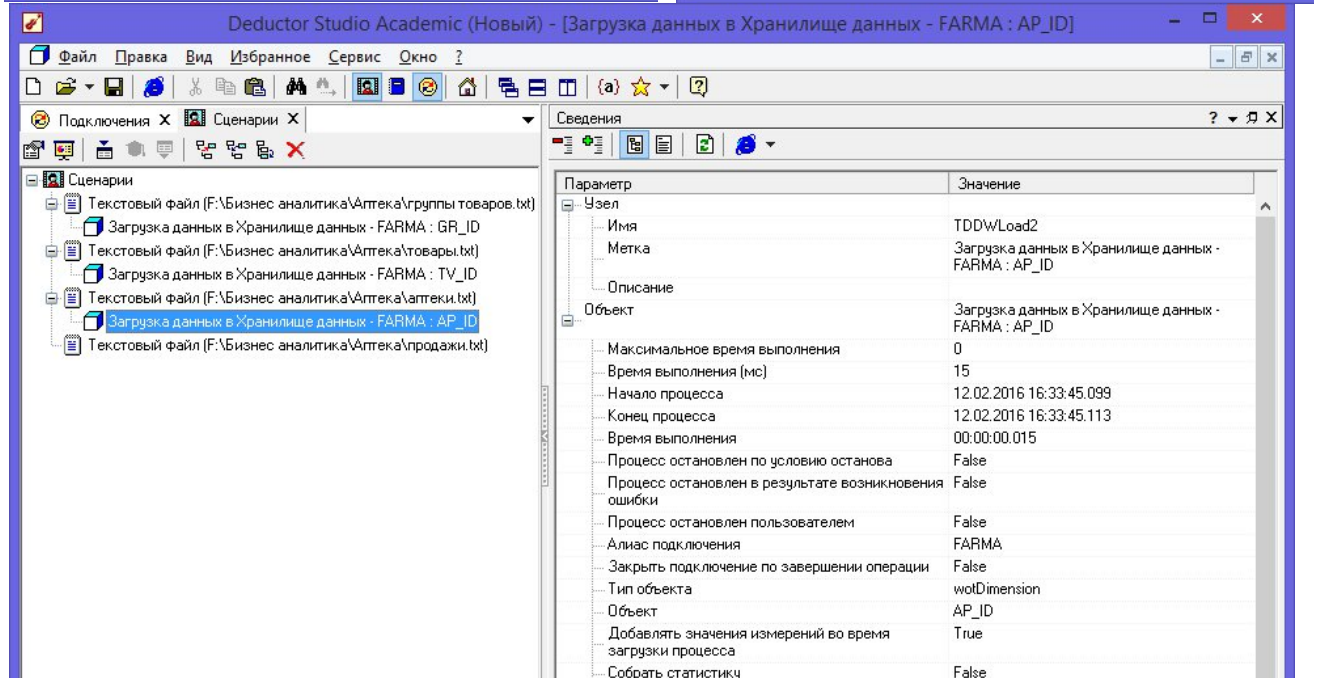 Deductor Studio Academic (Новый) - [Загрузка данных в Хранилище данных - FARMA : AP_ID]
Файл Правка Вид Избранное Сервис Окно ?
{a}
Подключения X Сценарии X
Сценарии
Текстовый файл (F:\Бизнес аналитика\Аптека\группы товаров.txt)
Загрузка данных в Хранилище данных - FARMA : GR_ID
Текстовый файл (F:\Бизнес аналитика\Аптека\товары.txt)
Загрузка данных в Хранилище данных - FARMA : TV_ID
Текстовый файл (F:\Бизнес аналитика\Аптека\аптеки.txt)
Загрузка данных в Хранилище данных - FARMA : AP_ID
Текстовый файл (F:\Бизнес аналитика\Аптека\продажи.txt)
Сведения
Параметр Значение
Узел
Имя TDDWLoad2
Метка Загрузка данных в Хранилище данных -
FARMA : AP_ID
Описание
Объект Загрузка данных в Хранилище данных -
FARMA : AP_ID
Максимальное время выполнения 0
Время выполнения (мс) 15
Начало процесса 12.02.2016 16:33:45.099
Конец процесса 12.02.2016 16:33:45.113
Время выполнения 00:00:00.015
Процесс остановлен по условию останова False
Процесс остановлен в результате возникновения False
ошибки
Процесс остановлен пользователем False
Алиас подключения FARMA
Закрыть подключение по завершении операции False
Тип объекта wotDimension
Объект AP_ID
Добавлять значения измерений во время True
загрузки процесса
Собрать статистику False